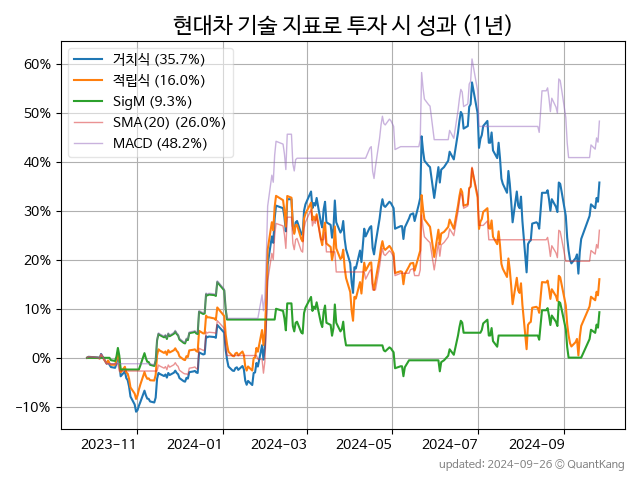 현대차 기술 지표로 투자 시 성과 (1년)
거치식 (35.7%)
적립식 (16.0%)
SigM (9.3%)
SMA(20) (26.0%)
MACD (48.2%)
60%
50%
40%
30%
20%
10%
0%
−10%
2023-11 2024-01 2024-03 2024-05 2024-07 2024-09
updated: 2024-09-26 © QuantKang